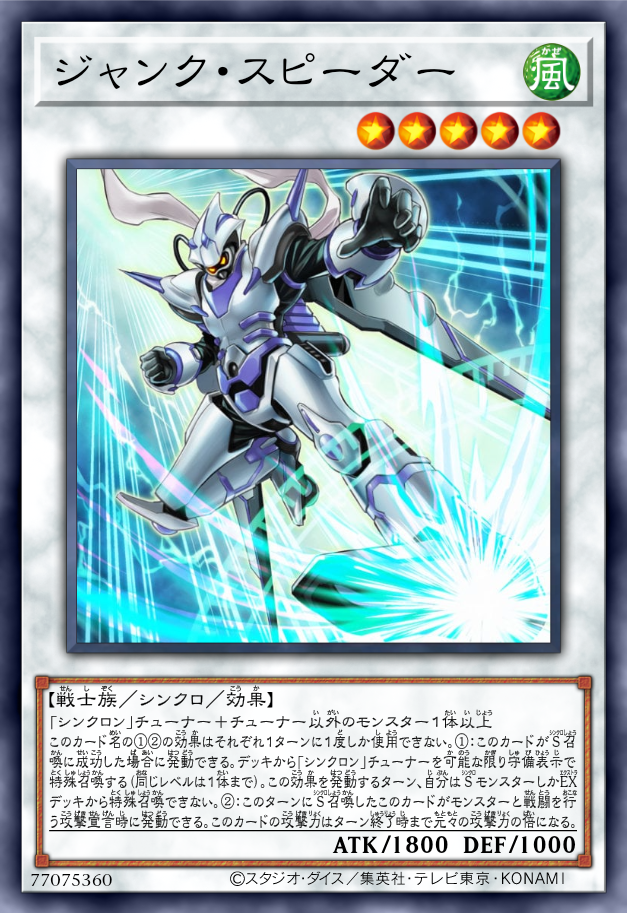 ジャンク・スピーダー
風
【戦士族／シンクロ／効果】
「シンクロン」チューナー＋チューナー以外のモンスター１体以上
このカード名の①②の効果はそれぞれ１ターンに１度しか使用できない。①：このカードがＳ召
喚に成功した場合に発動できる。デッキから「シンクロン」チューナーを可能な限り守備表示で
特殊召喚する（同じレベルは１体まで）。この効果を発動するターン、自分はＳモンスターしかEX
デッキから特殊召喚できない。②：このターンにＳ召喚したこのカードがモンスターと戦闘を行
う攻撃宣言時に発動できる。このカードの攻撃力はターン終了時まで元々の攻撃力の倍になる。
ATK/1800 DEF/1000
77075360 ©スタジオ・ダイス／集英社・テレビ東京・KONAMI